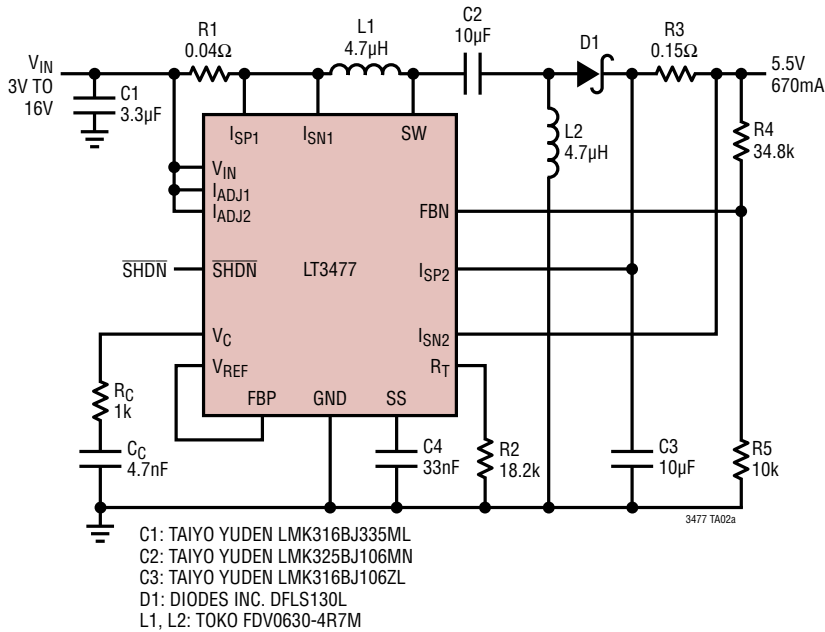 V_IN
3V TO
16V
R1
0.04Ω
L1
4.7µH
C2
10µF
D1
R3
0.15Ω
5.5V
670mA
C1
3.3µF
L2
4.7µH
R4
34.8k
I_SP1
I_SN1
SW
V_IN
I_ADJ1
I_ADJ2
FBN
SHDN
SHDN
LT3477
I_SP2
V_C
I_SN2
V_REF
R_T
FBP
GND
SS
R_C
1k
C_C
4.7nF
C4
33nF
R2
18.2k
C3
10µF
R5
10k
3477 TA02a
C1: TAIYO YUDEN LMK316BJ335ML
C2: TAIYO YUDEN LMK325BJ106MN
C3: TAIYO YUDEN LMK316BJ106ZL
D1: DIODES INC. DFLS130L
L1, L2: TOKO FDV0630-4R7M